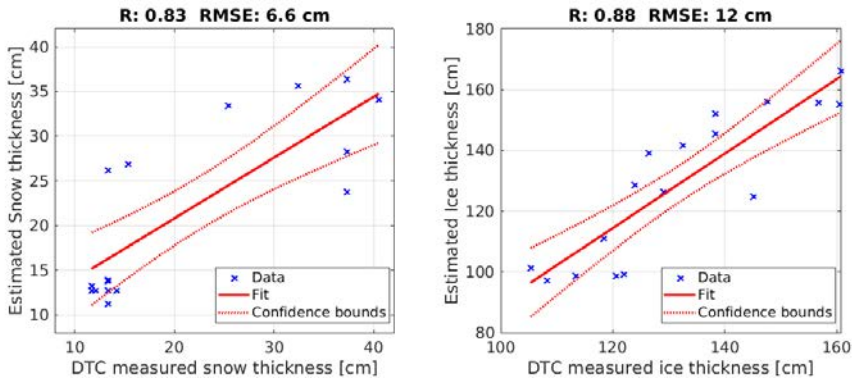 R: 0.83 RMSE: 6.6 cm
Estimated Snow thickness [cm]
40
35
30
25
20
15
10
Data
Fit
Confidence bounds
10 20 30 40
DTC measured snow thickness [cm]
R: 0.88 RMSE: 12 cm
Estimated Ice thickness [cm]
180
160
140
120
100
80
Data
Fit
Confidence bounds
100 120 140 160
DTC measured ice thickness [cm]